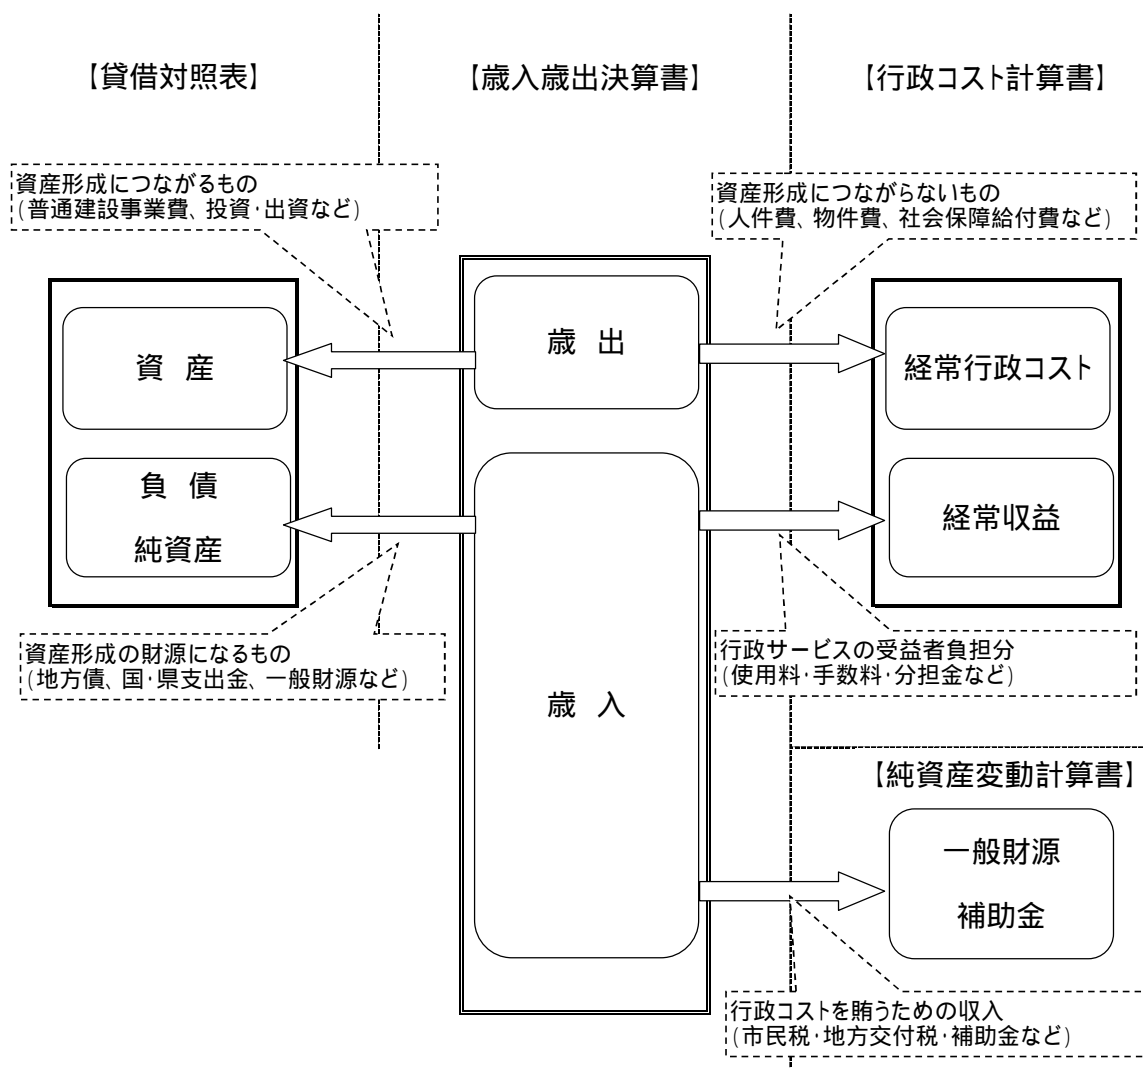 【貸借対照表】
【歳入歳出決算書】
【行政コスト計算書】
資産形成につながるもの
(普通建設事業費、投資・出資など)
資産形成につながらないもの
(人件費、物件費、社会保障給付費など)
歳 出
資 産
経常行政コスト
負 債
純資産
経常収益
資産形成の財源になるもの
(地方債、国・県支出金、一般財源など)
行政サービスの受益者負担分
(使用料・手数料・分担金など)
歳 入
【純資産変動計算書】
一般財源
補助金
行政コストを賄うための収入
(市民税・地方交付税・補助金など)